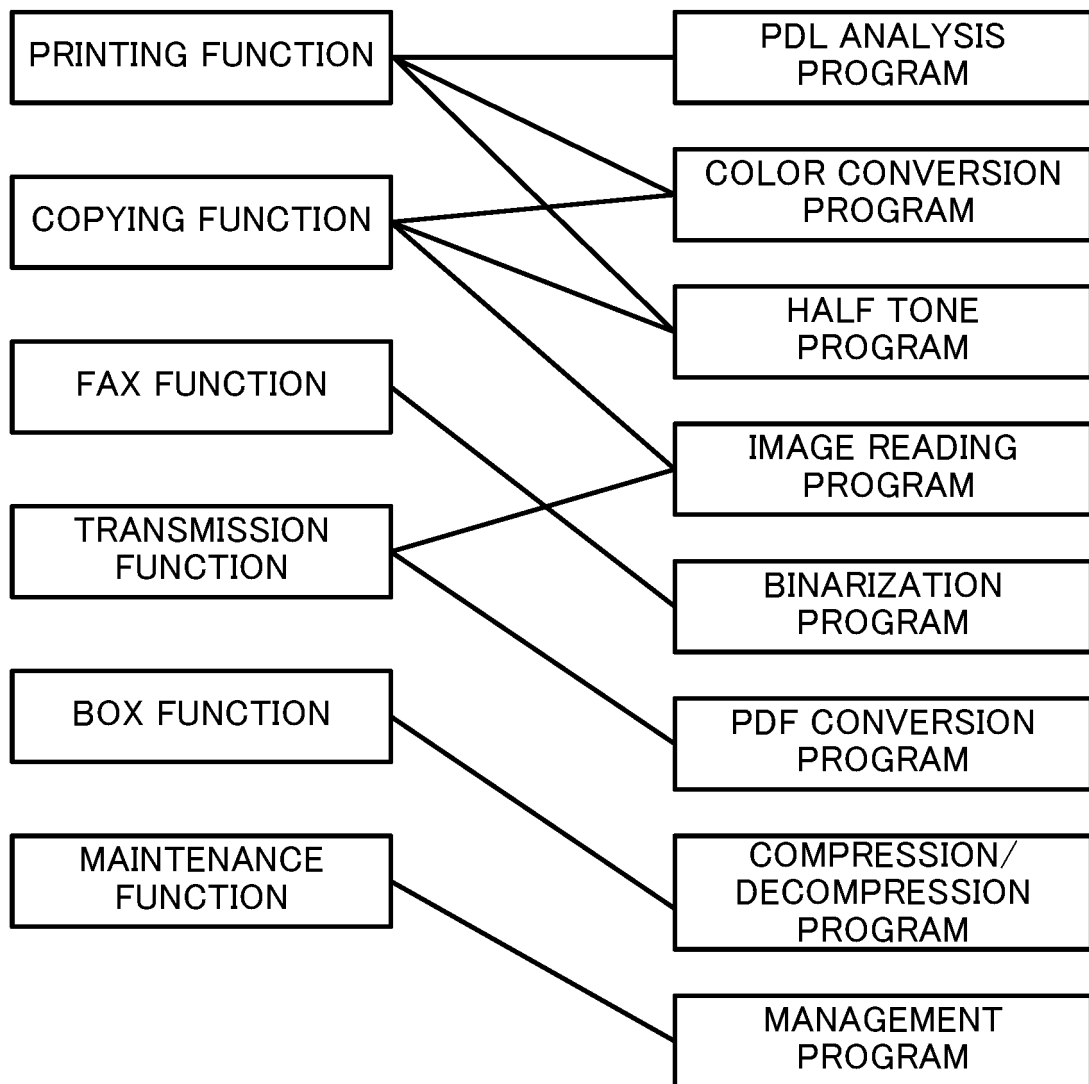 PRINTING FUNCTION
COPYING FUNCTION
FAX FUNCTION
TRANSMISSION
FUNCTION
BOX FUNCTION
MAINTENANCE
FUNCTION
PDL ANALYSIS
PROGRAM
COLOR CONVERSION
PROGRAM
HALF TONE
PROGRAM
IMAGE READING
PROGRAM
BINARIZATION
PROGRAM
PDF CONVERSION
PROGRAM
COMPRESSION/
DECOMPRESSION
PROGRAM
MANAGEMENT
PROGRAM